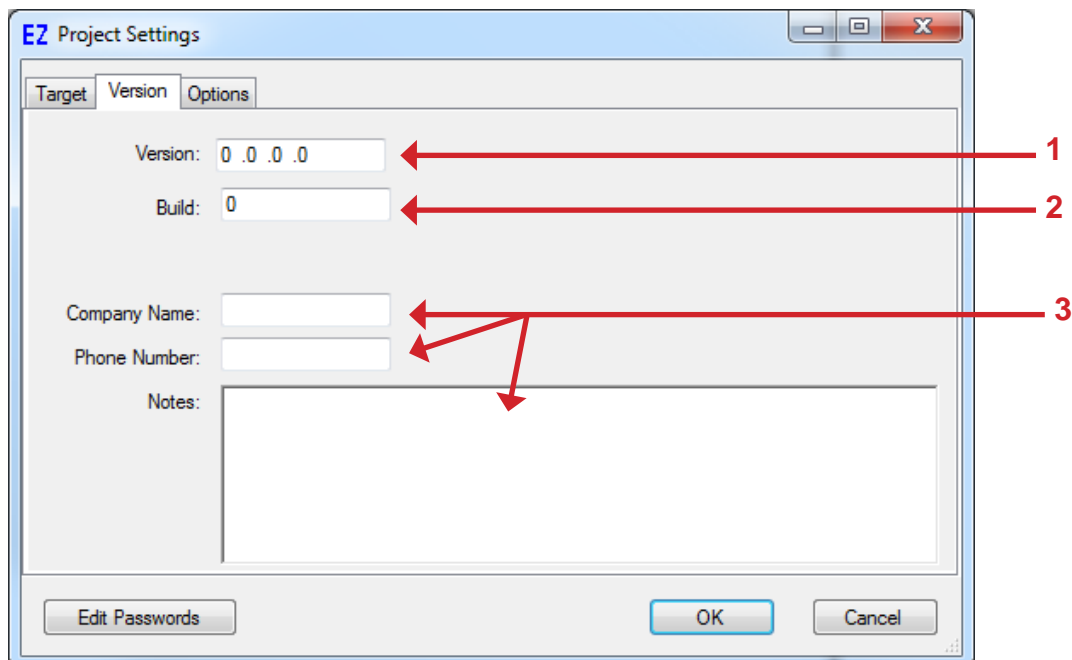 EZ Project Settings
Target Version Options
Version: 0 .0 .0 .0 1
Build: 0 2
Company Name: 3
Phone Number:
Notes:
Edit Passwords OK Cancel